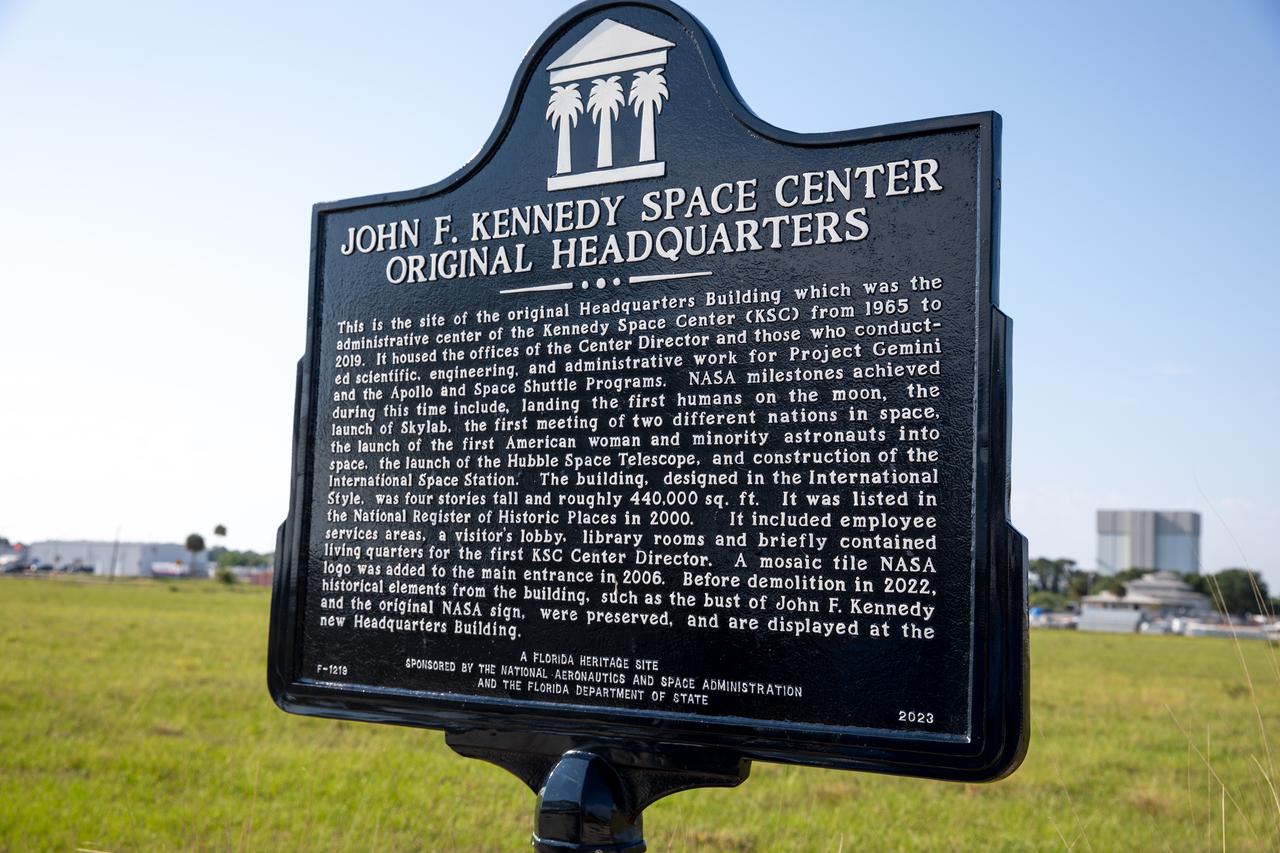 JOHN F. KENNEDY SPACE CENTER
ORIGINAL HEADQUARTERS
This is the site of the original Headquarters Building which was the
administrative center of the Kennedy Space Center (KSC) from 1965 to
2019. It housed the offices of the Center Director and those who conduct-
ed scientific, engineering, and administrative work for Project Gemini
and the Apollo and Space Shuttle Programs. NASA milestones achieved
during this time include, landing the first humans on the moon, the
launch of Skylab, the first meeting of two different nations in space,
the launch of the first American woman and minority astronauts into
space, the launch of the Hubble Space Telescope, and construction of the
International Space Station. The building, designed in the International
Style, was four stories tall and roughly 440,000 sq. ft. It was listed in
the National Register of Historic Places in 2000. It included employee
services areas, a visitor's lobby, library rooms and briefly contained
living quarters for the first KSC Center Director. A mosaic tile NASA
logo was added to the main entrance in 2006. Before demolition in 2022,
historical elements from the building, such as the bust of John F. Kennedy
and the original NASA sign, were preserved, and are displayed at the
new Headquarters Building.
A FLORIDA HERITAGE SITE
F-1219 SPONSORED BY THE NATIONAL AERONAUTICS AND SPACE ADMINISTRATION
AND THE FLORIDA DEPARTMENT OF STATE
2023